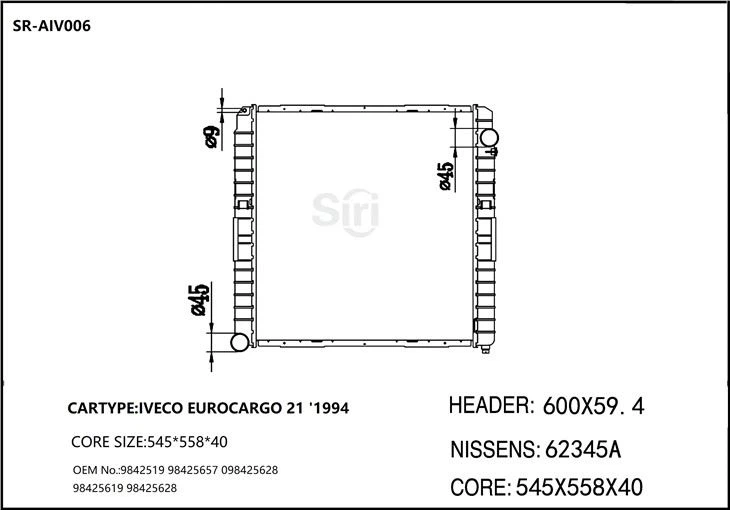 SR-AIV006
ø9
ø45
Siri
ø45
CARTYPE:IVECO EUROCARGO 21 '1994
CORE SIZE:545*558*40
OEM No.:9842519 98425657 098425628
98425619 98425628
HEADER: 600X59.4
NISSENS: 62345A
CORE: 545X558X40